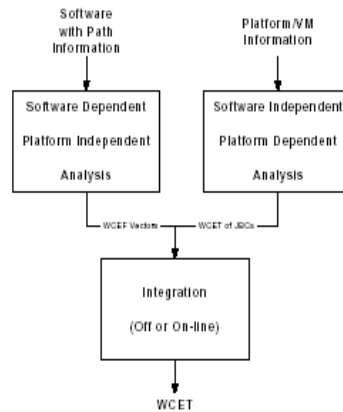 Software
with Path
Information
Platform/VM
Information
Software Dependent
Platform Independent
Analysis
Software Independent
Platform Dependent
Analysis
WCEF Vectors
WCET of JBCs
Integration
(Off or On-line)
WCET